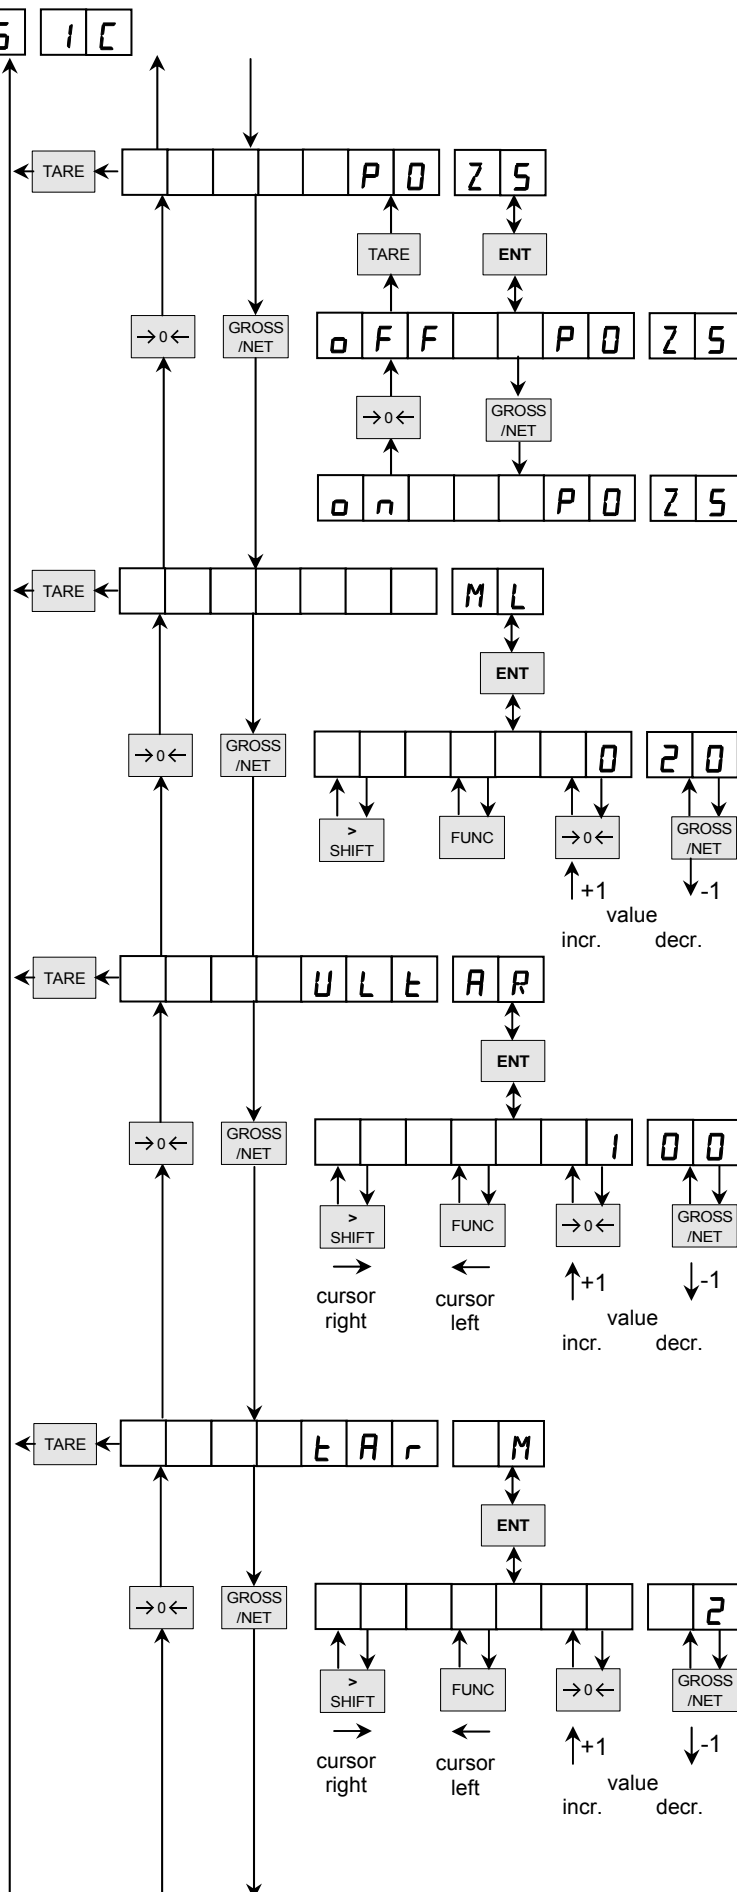 5 1 C
TARE P 0 Z 5
TARE ENT
→0← GROSS /NET o F F P 0 Z 5
→0← GROSS /NET
o n P 0 Z 5
TARE M L
ENT
→0← GROSS /NET 0 2 0
> SHIFT FUNC →0← GROSS /NET
+1 -1
value
incr. decr.
TARE U L t A R
ENT
→0← GROSS /NET 1 0 0
> SHIFT FUNC →0← GROSS /NET
cursor right cursor left +1 -1
value
incr. decr.
TARE t A r M
ENT
→0← GROSS /NET 2
> SHIFT FUNC →0← GROSS /NET
cursor right cursor left +1 -1
value
incr. decr.